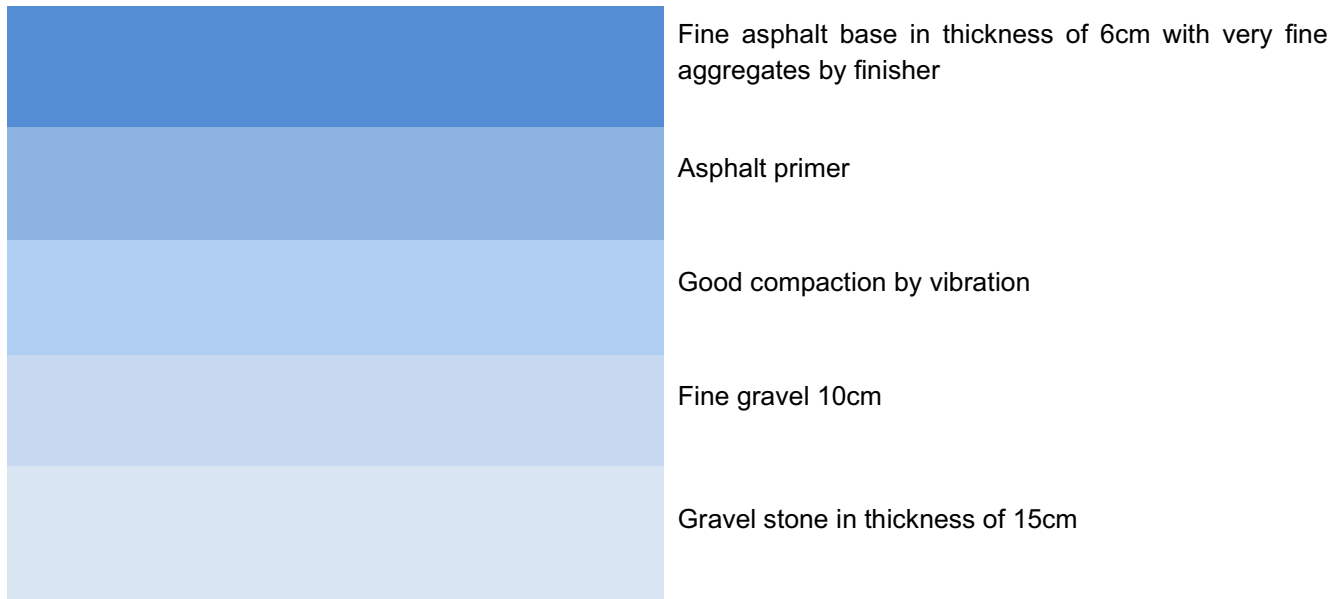 Fine asphalt base in thickness of 6cm with very fine
aggregates by finisher
Asphalt primer
Good compaction by vibration
Fine gravel 10cm
Gravel stone in thickness of 15cm